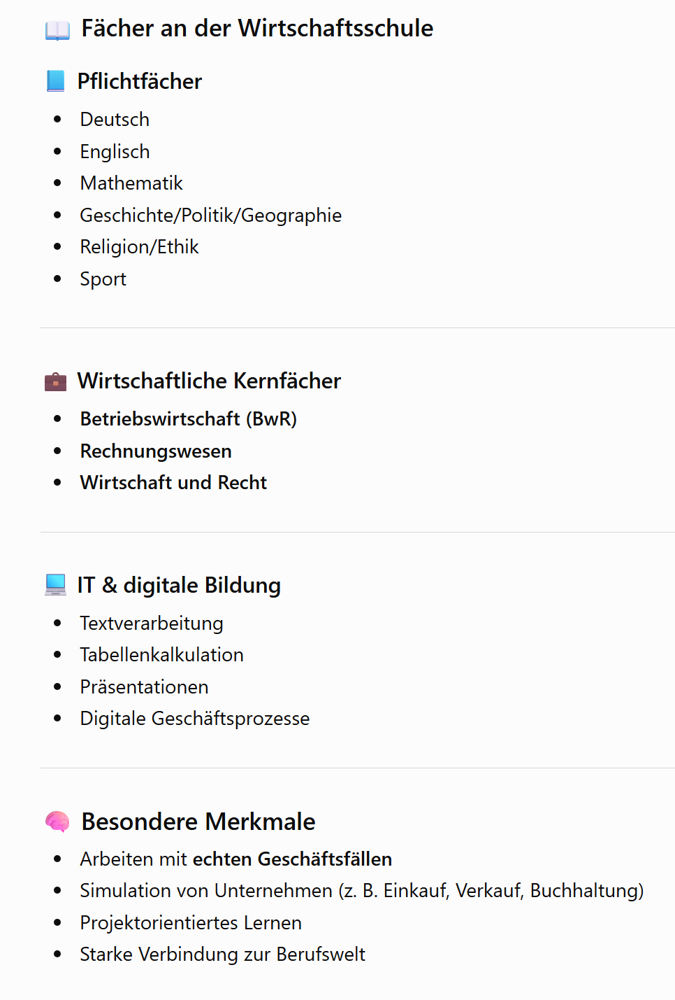 Fächer an der Wirtschaftsschule
Pflichtfächer
• Deutsch
• Englisch
• Mathematik
• Geschichte/Politik/Geographie
• Religion/Ethik
• Sport
Wirtschaftliche Kernfächer
• Betriebswirtschaft (BwR)
• Rechnungswesen
• Wirtschaft und Recht
IT & digitale Bildung
• Textverarbeitung
• Tabellenkalkulation
• Präsentationen
• Digitale Geschäftsprozesse
Besondere Merkmale
• Arbeiten mit echten Geschäftsfällen
• Simulation von Unternehmen (z. B. Einkauf, Verkauf, Buchhaltung)
• Projektorientiertes Lernen
• Starke Verbindung zur Berufswelt